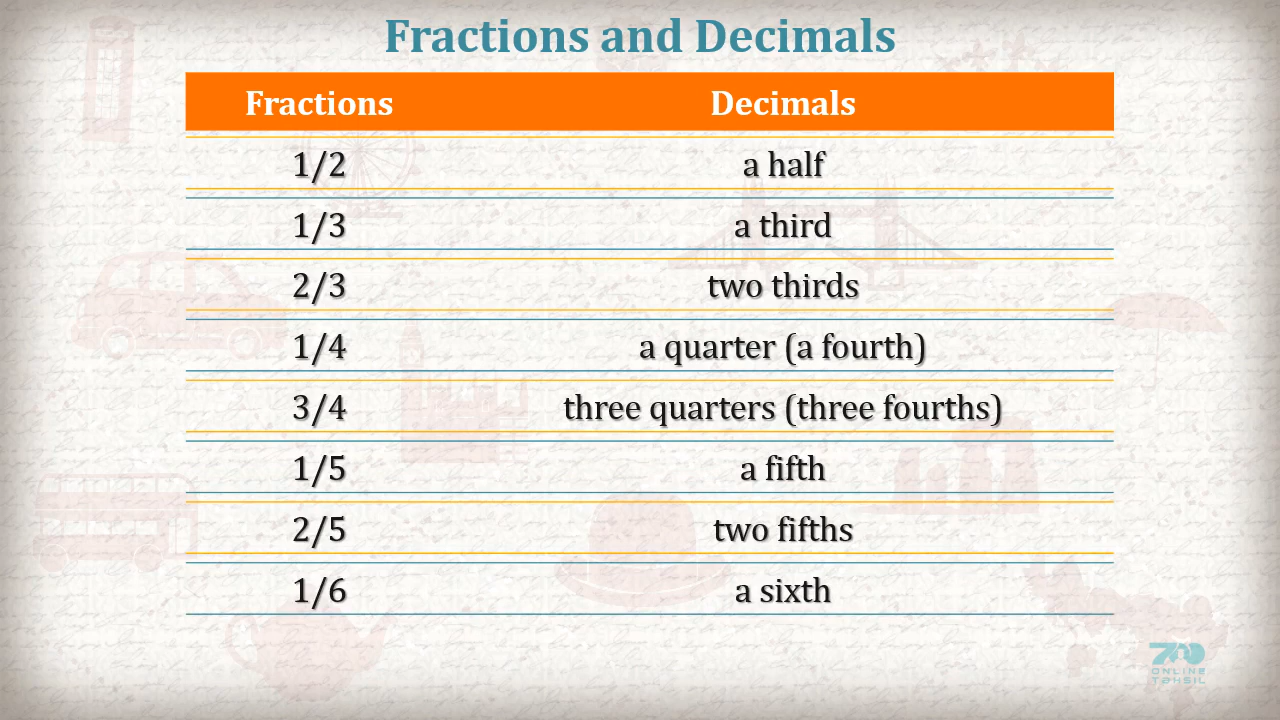 Fractions and Decimals
Fractions Decimals
1/2 a half
1/3 a third
2/3 two thirds
1/4 a quarter (a fourth)
3/4 three quarters (three fourths)
1/5 a fifth
2/5 two fifths
1/6 a sixth
ONLINE
TƏHSIL